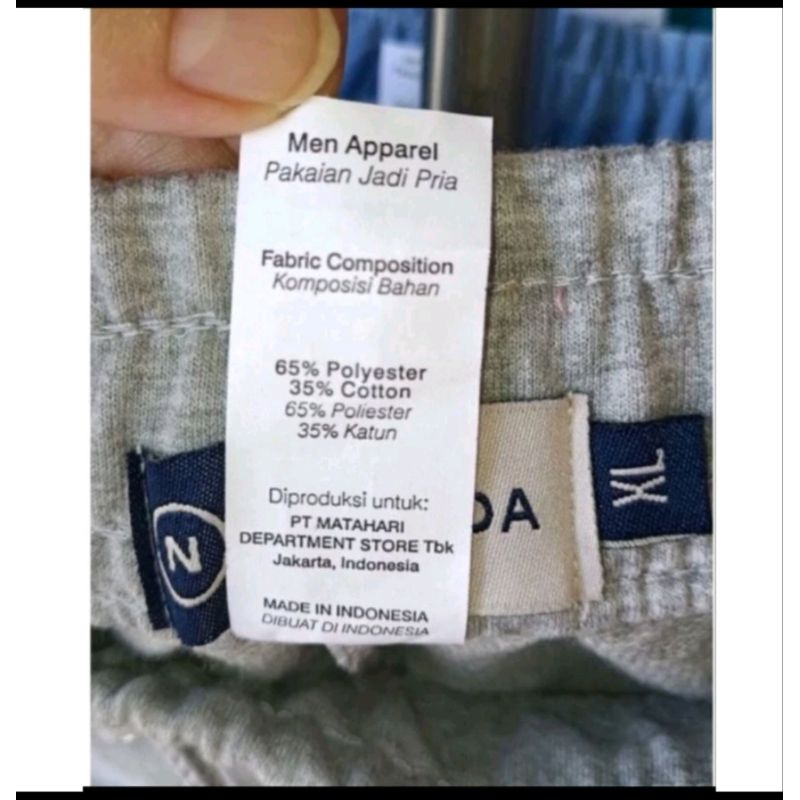 Men Apparel
Pakaian Jadi Pria
Fabric Composition
Komposisi Bahan
65% Polyester
35% Cotton
65% Poliester
35% Katun
Diproduksi untuk:
PT MATAHARI
DEPARTMENT STORE Tbk
Jakarta, Indonesia
MADE IN INDONESIA
DIBUAT DI INDONESIA
N
DA
XL